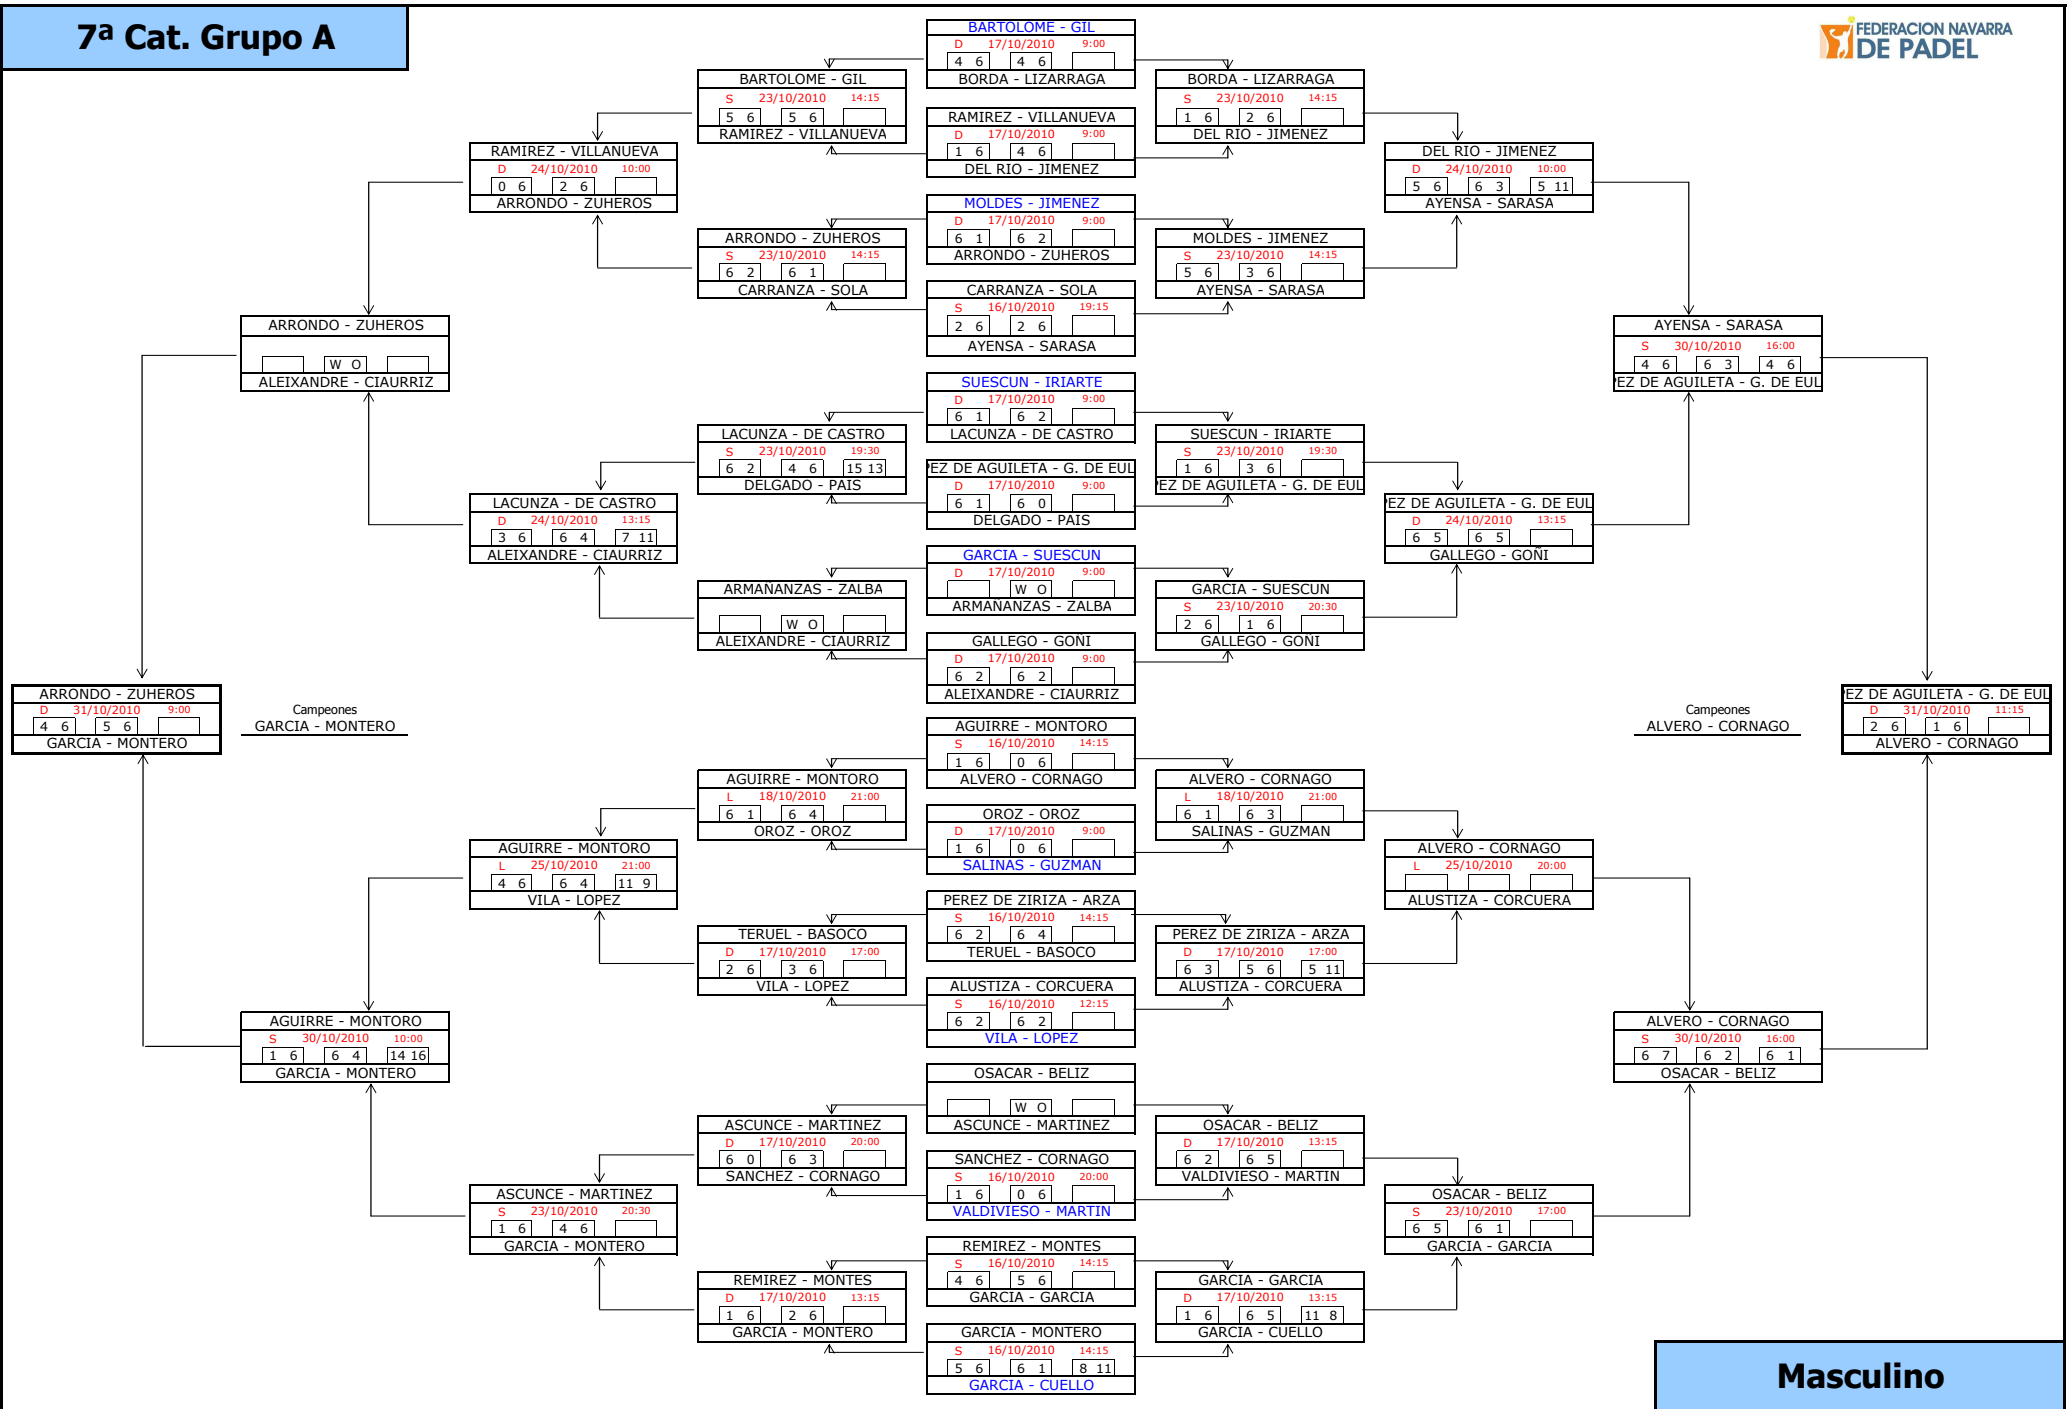 7ª Cat. Grupo A
FEDERACION NAVARRA
DE PADEL
BARTOLOME - GIL
D 17/10/2010 9:00
4 6 4 6
BORDA - LIZARRAGA
RAMIREZ - VILLANUEVA
D 17/10/2010 9:00
1 6 4 6
DEL RIO - JIMENEZ
MOLDES - JIMENEZ
D 17/10/2010 9:00
6 1 6 2
ARRONDO - ZUHEROS
CARRANZA - SOLA
S 16/10/2010 19:15
2 6 2 6
AYENSA - SARASA
SUESCUN - IRIARTE
D 17/10/2010 9:00
6 1 6 2
LACUNZA - DE CASTRO
PEZ DE AGUILETA - G. DE EUL
D 17/10/2010 9:00
6 1 6 0
DELGADO - PAIS
GARCIA - SUESCUN
D 17/10/2010 9:00
W O
ARMAÑANZAS - ZALBA
GALLEGO - GOÑI
D 17/10/2010 9:00
6 2 6 2
ALEIXANDRE - CIAURRIZ
AGUIRRE - MONTORO
S 16/10/2010 14:15
1 6 0 6
ALVERO - CORNAGO
OROZ - OROZ
D 17/10/2010 9:00
1 6 0 6
SALINAS - GUZMAN
PEREZ DE ZIRIZA - ARZA
S 16/10/2010 14:15
6 2 6 4
TERUEL - BASOCO
ALUSTIZA - CORCUERA
S 16/10/2010 12:15
6 2 6 2
VILA - LOPEZ
OSACAR - BELIZ
W O
ASCUNCE - MARTINEZ
SANCHEZ - CORNAGO
S 16/10/2010 20:00
1 6 0 6
VALDIVIESO - MARTIN
REMIREZ - MONTES
S 16/10/2010 14:15
4 6 5 6
GARCIA - GARCIA
GARCIA - MONTERO
S 16/10/2010 14:15
5 6 6 1 8 11
GARCIA - CUELLO
BARTOLOME - GIL
S 23/10/2010 14:15
5 6 5 6
RAMIREZ - VILLANUEVA
ARRONDO - ZUHEROS
S 23/10/2010 14:15
6 2 6 1
CARRANZA - SOLA
LACUNZA - DE CASTRO
S 23/10/2010 19:30
6 2 4 6 15 13
DELGADO - PAIS
ARMAÑANZAS - ZALBA
W O
ALEIXANDRE - CIAURRIZ
AGUIRRE - MONTORO
L 18/10/2010 21:00
6 1 6 4
OROZ - OROZ
TERUEL - BASOCO
D 17/10/2010 17:00
2 6 3 6
VILA - LOPEZ
ASCUNCE - MARTINEZ
D 17/10/2010 20:00
6 0 6 3
SANCHEZ - CORNAGO
REMIREZ - MONTES
D 17/10/2010 13:15
1 6 2 6
GARCIA - MONTERO
RAMIREZ - VILLANUEVA
D 24/10/2010 10:00
0 6 2 6
ARRONDO - ZUHEROS
LACUNZA - DE CASTRO
D 24/10/2010 13:15
3 6 6 4 7 11
ALEIXANDRE - CIAURRIZ
AGUIRRE - MONTORO
L 25/10/2010 21:00
4 6 6 4 11 9
VILA - LOPEZ
ASCUNCE - MARTINEZ
S 23/10/2010 20:30
1 6 4 6
GARCIA - MONTERO
ARRONDO - ZUHEROS
W O
ALEIXANDRE - CIAURRIZ
AGUIRRE - MONTORO
S 30/10/2010 10:00
1 6 6 4 14 16
GARCIA - MONTERO
ARRONDO - ZUHEROS
D 31/10/2010 9:00
4 6 5 6
GARCIA - MONTERO
Campeones
GARCIA - MONTERO
BORDA - LIZARRAGA
S 23/10/2010 14:15
1 6 2 6
DEL RIO - JIMENEZ
MOLDES - JIMENEZ
S 23/10/2010 14:15
5 6 3 6
AYENSA - SARASA
SUESCUN - IRIARTE
S 23/10/2010 19:30
1 6 3 6
PEZ DE AGUILETA - G. DE EUL
GARCIA - SUESCUN
S 23/10/2010 20:30
2 6 1 6
GALLEGO - GOÑI
ALVERO - CORNAGO
L 18/10/2010 21:00
6 1 6 3
SALINAS - GUZMAN
PEREZ DE ZIRIZA - ARZA
D 17/10/2010 17:00
6 3 5 6 5 11
ALUSTIZA - CORCUERA
OSACAR - BELIZ
D 17/10/2010 13:15
6 2 6 5
VALDIVIESO - MARTIN
GARCIA - GARCIA
D 17/10/2010 13:15
1 6 6 5 11 8
GARCIA - CUELLO
DEL RIO - JIMENEZ
D 24/10/2010 10:00
5 6 6 3 5 11
AYENSA - SARASA
PEZ DE AGUILETA - G. DE EUL
D 24/10/2010 13:15
6 5 6 5
GALLEGO - GOÑI
ALVERO - CORNAGO
L 25/10/2010 20:00
ALUSTIZA - CORCUERA
OSACAR - BELIZ
S 23/10/2010 17:00
6 5 6 1
GARCIA - GARCIA
AYENSA - SARASA
S 30/10/2010 16:00
4 6 6 3 4 6
PEZ DE AGUILETA - G. DE EUL
ALVERO - CORNAGO
S 30/10/2010 16:00
6 7 6 2 6 1
OSACAR - BELIZ
Campeones
ALVERO - CORNAGO
PEZ DE AGUILETA - G. DE EUL
D 31/10/2010 11:15
2 6 1 6
ALVERO - CORNAGO
Masculino